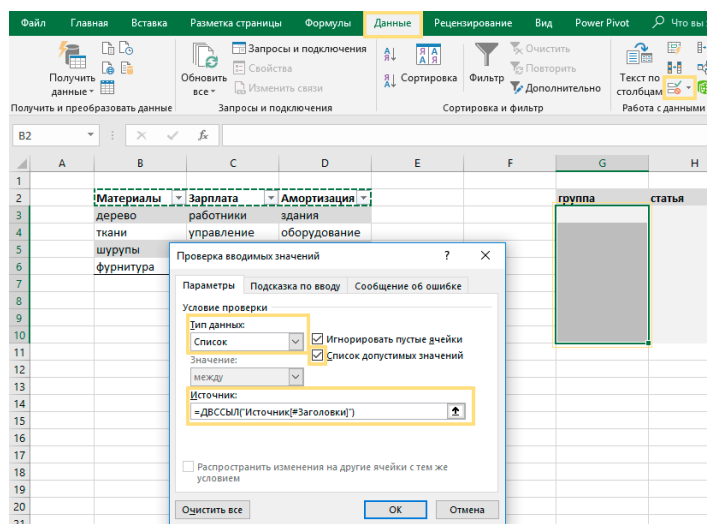 Файл Главная Вставка Разметка страницы Формулы Данные Рецензирование Вид Power Pivot Что вы
Получить данные
Обновить все
Запросы и подключения
Свойства
Изменить связи
Сортировка
Фильтр
Очистить
Повторить
Дополнительно
Текст по столбцам
Получить и преобразовать данные Запросы и подключения Сортировка и фильтр Работа с данными
B2 fx
A B C D E F G H
1
2 Материалы Зарплата Амортизация группа статья
3 дерево работники здания
4 ткани управление оборудование
5 шурупы
6 фурнитура
7
8
9
10
11
12
13
14
15
16
17
18
19
20
21
Проверка вводимых значений ? ×
Параметры Подсказка по вводу Сообщение об ошибке
Условие проверки
Тип данных:
Список Игнорировать пустые ячейки
Значение: Список допустимых значений
между
Источник:
=ДВССЫЛ("Источник[#Заголовки]")
Распространить изменения на другие ячейки с тем же
условием
Очистить все ОК Отмена